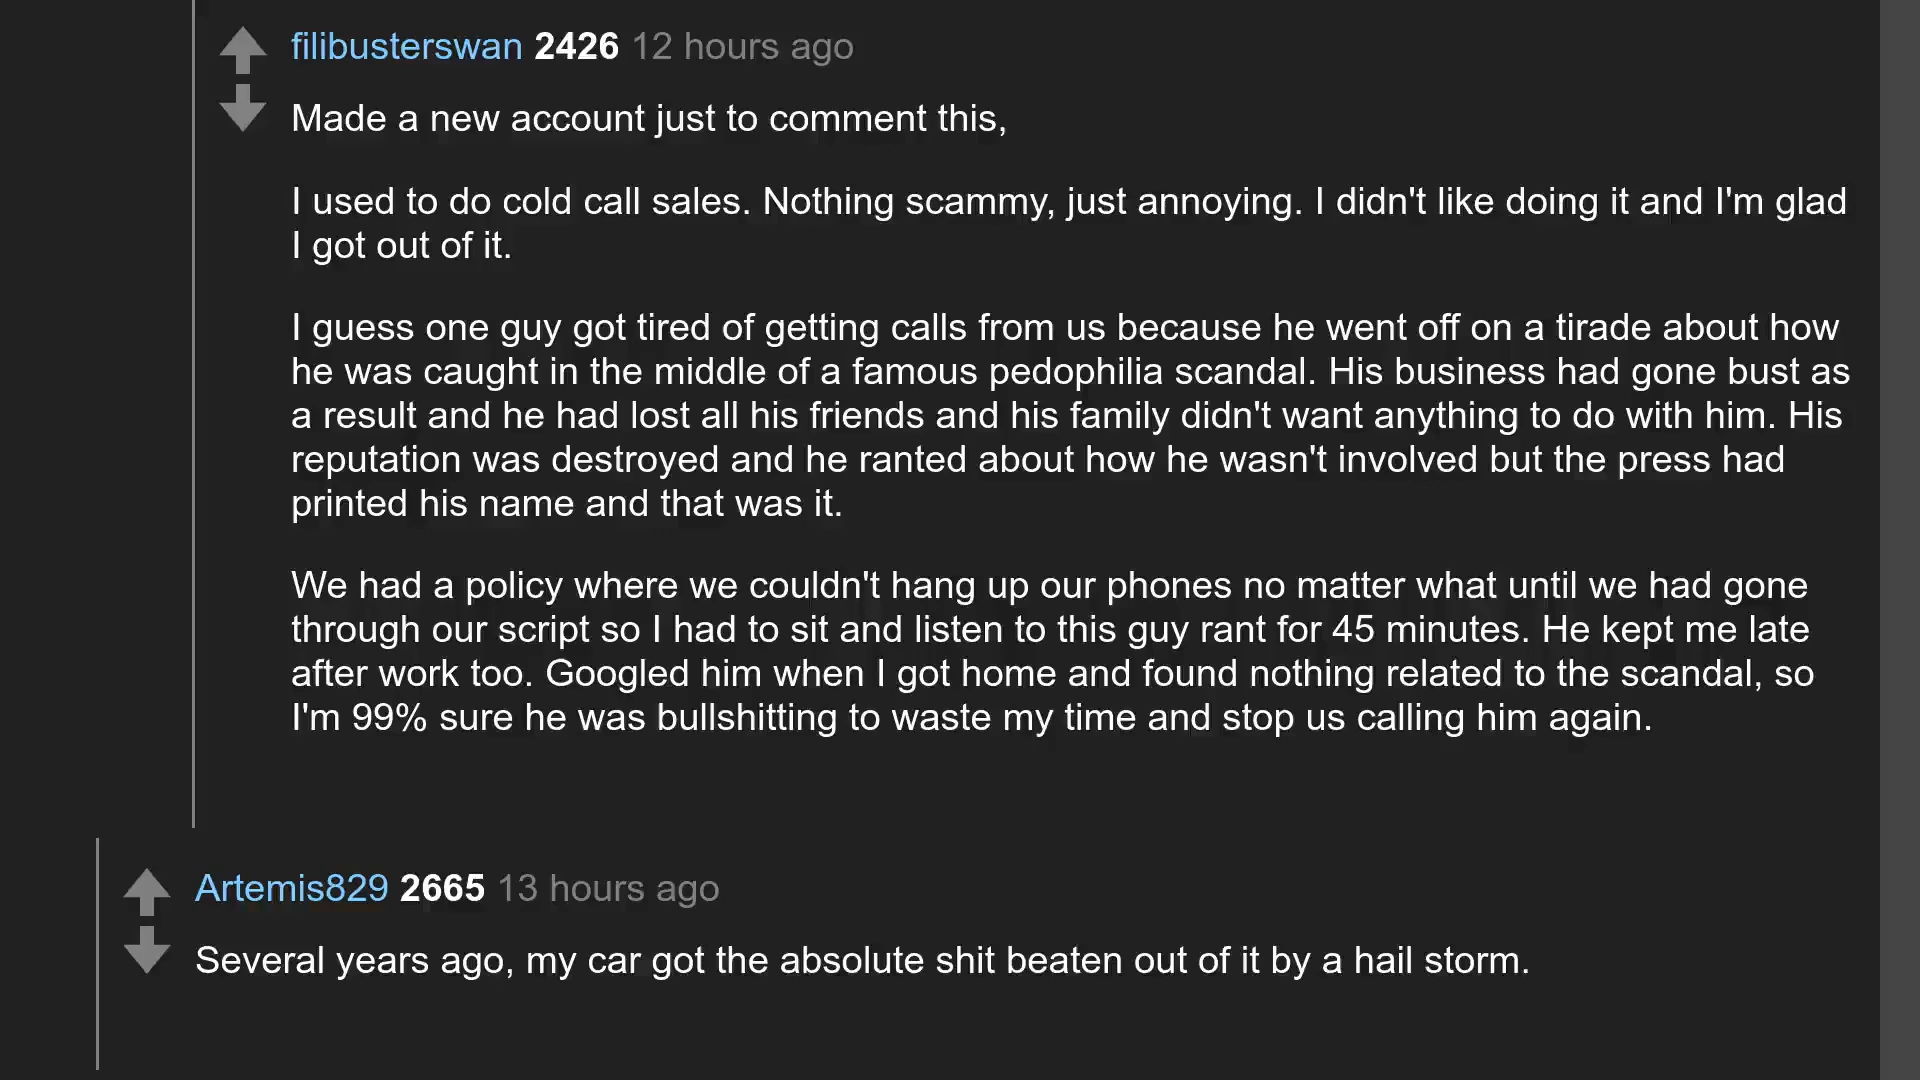 filibusterswan 2426 12 hours ago
Made a new account just to comment this,
I used to do cold call sales. Nothing scammy, just annoying. I didn't like doing it and I'm glad
I got out of it.
I guess one guy got tired of getting calls from us because he went off on a tirade about how
he was caught in the middle of a famous pedophilia scandal. His business had gone bust as
a result and he had lost all his friends and his family didn't want anything to do with him. His
reputation was destroyed and he ranted about how he wasn't involved but the press had
printed his name and that was it.
We had a policy where we couldn't hang up our phones no matter what until we had gone
through our script so I had to sit and listen to this guy rant for 45 minutes. He kept me late
after work too. Googled him when I got home and found nothing related to the scandal, so
I'm 99% sure he was bullshitting to waste my time and stop us calling him again.
Artemis829 2665 13 hours ago
Several years ago, my car got the absolute shit beaten out of it by a hail storm.